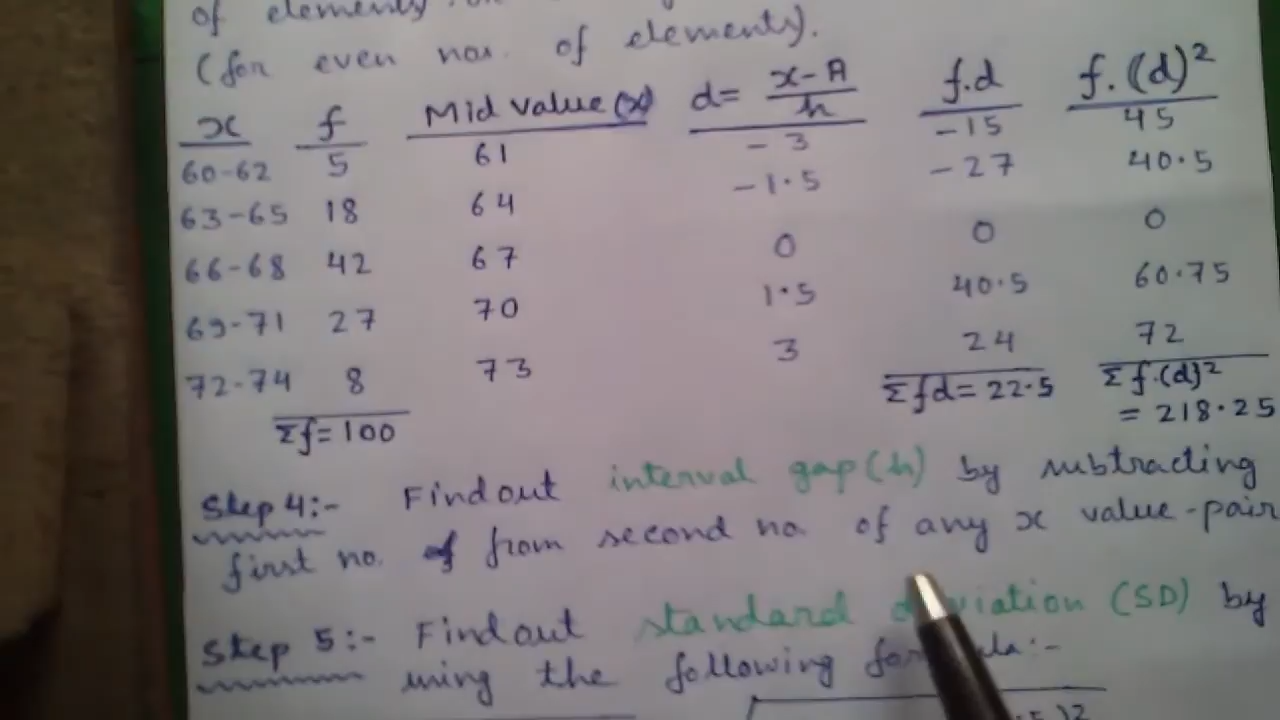 of elements
(for even nos. of elements).
x f Mid value (x) d= x-A/h f.d f.(d)²
60-62 5 61 -3 -15 45
63-65 18 64 -1.5 -27 40.5
66-68 42 67 0 0 0
69-71 27 70 1.5 40.5 60.75
72-74 8 73 3 24 72
Σf=100 Σfd=22.5 Σf.(d)²
= 218.25
Step 4:- Findout interval gap(h) by subtracting
first no. from second no. of any x value-pair
Step 5:- Findout standard deviation (SD) by
using the following formula:-